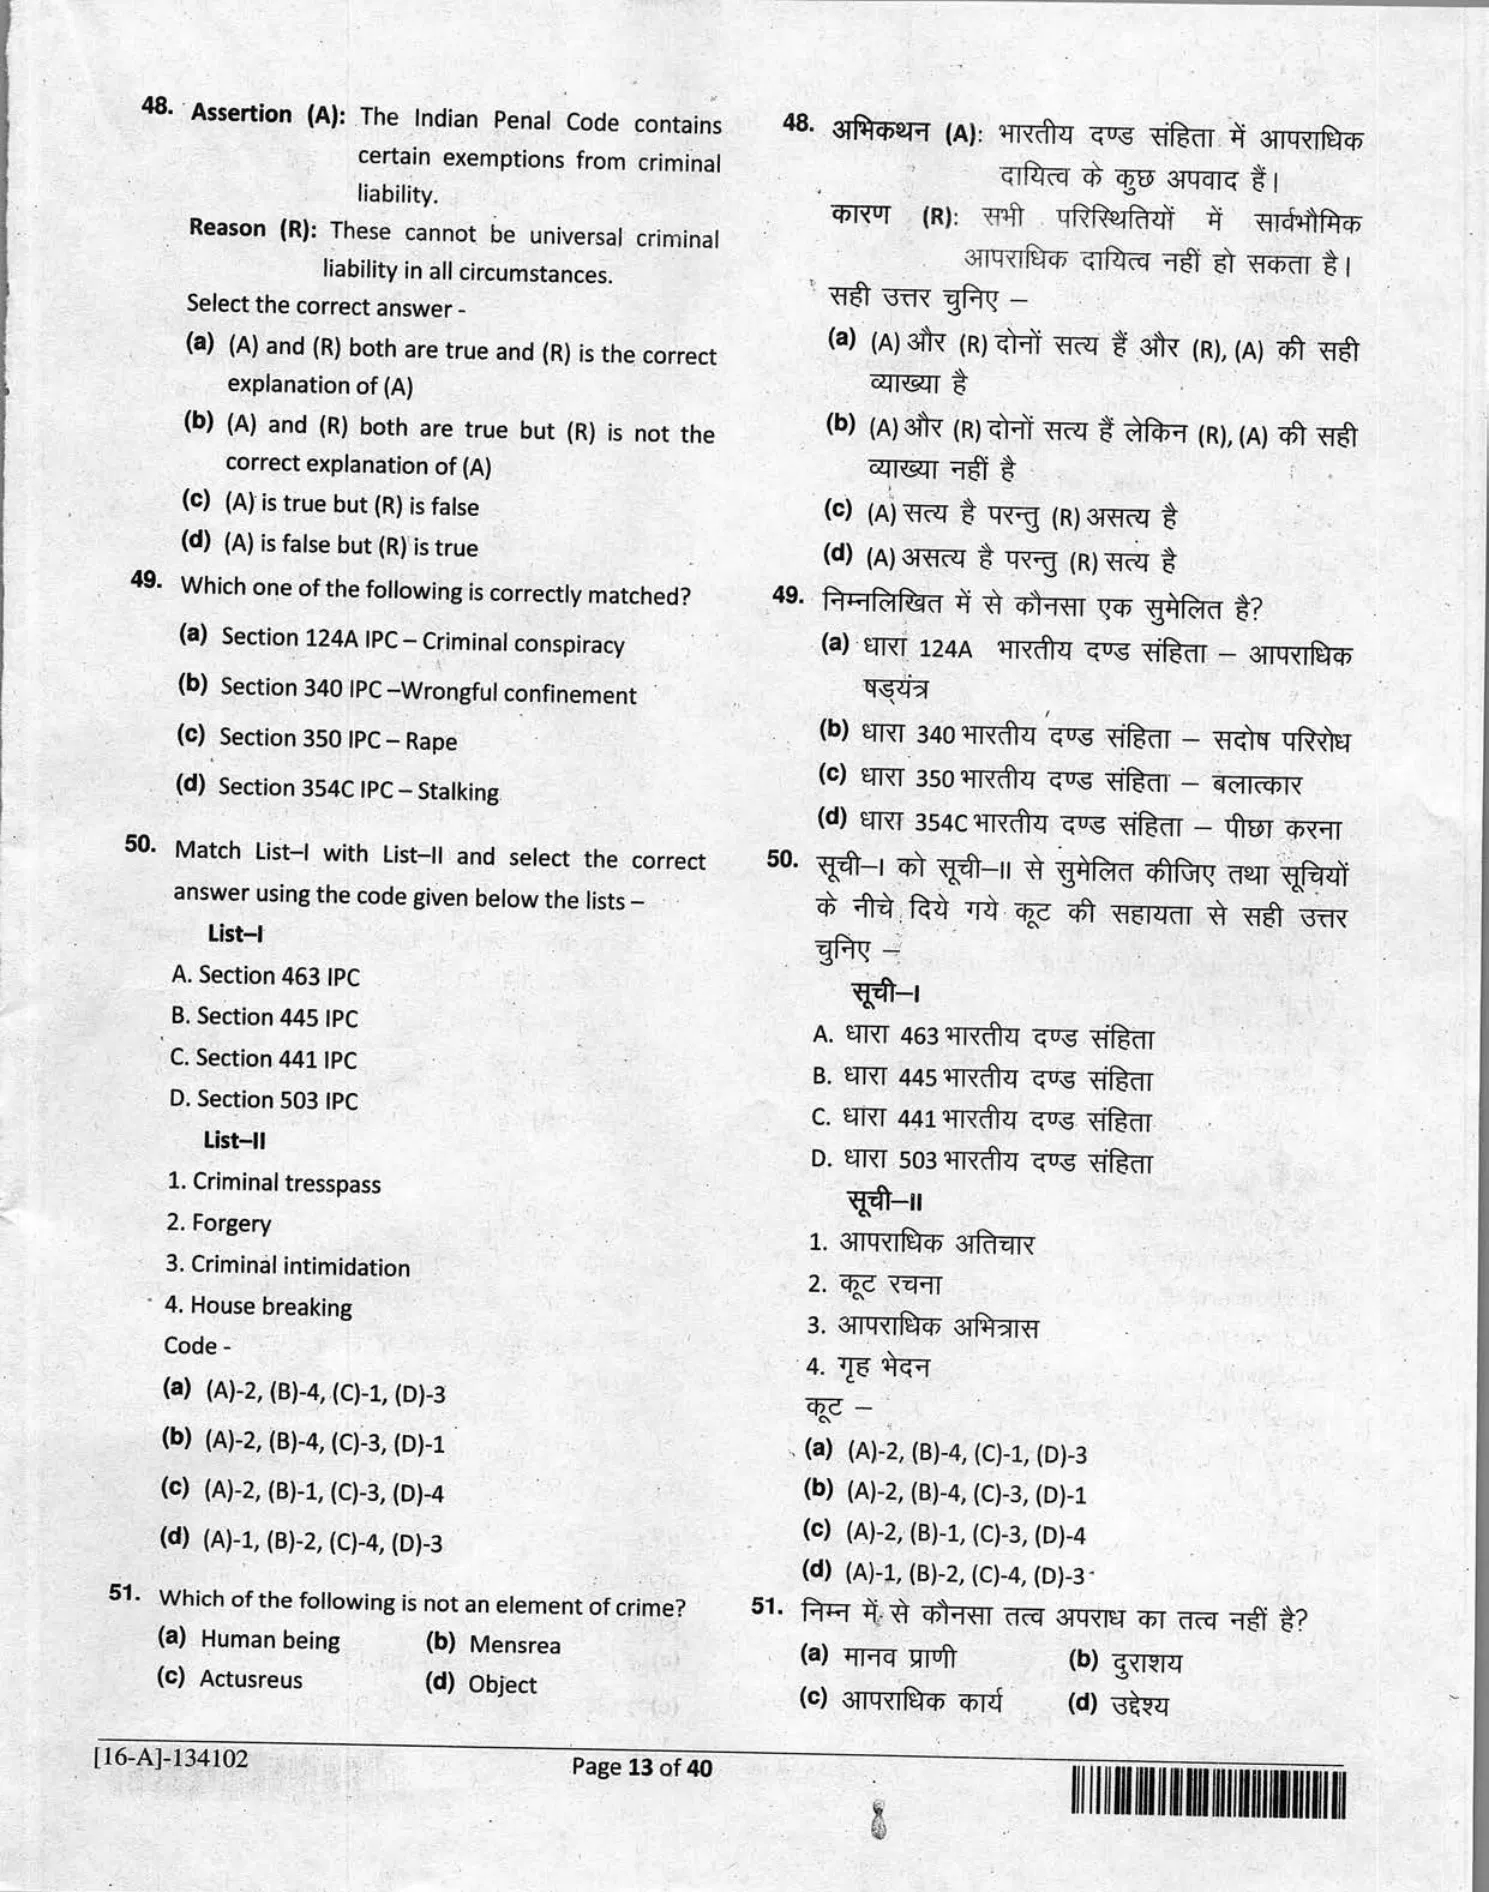 48. Assertion (A): The Indian Penal Code contains
certain exemptions from criminal
liability.
Reason (R): These cannot be universal criminal
liability in all circumstances.
Select the correct answer -
(a) (A) and (R) both are true and (R) is the correct
explanation of (A)
(b) (A) and (R) both are true but (R) is not the
correct explanation of (A)
(c) (A) is true but (R) is false
(d) (A) is false but (R) is true
49. Which one of the following is correctly matched?
(a) Section 124A IPC – Criminal conspiracy
(b) Section 340 IPC –Wrongful confinement
(c) Section 350 IPC – Rape
(d) Section 354C IPC – Stalking
50. Match List–I with List–II and select the correct
answer using the code given below the lists –
List–I
A. Section 463 IPC
B. Section 445 IPC
C. Section 441 IPC
D. Section 503 IPC
List–II
1. Criminal tresspass
2. Forgery
3. Criminal intimidation
4. House breaking
Code -
(a) (A)-2, (B)-4, (C)-1, (D)-3
(b) (A)-2, (B)-4, (C)-3, (D)-1
(c) (A)-2, (B)-1, (C)-3, (D)-4
(d) (A)-1, (B)-2, (C)-4, (D)-3
51. Which of the following is not an element of crime?
(a) Human being (b) Mensrea
(c) Actusreus (d) Object
48. अभिकथन (A): भारतीय दण्ड संहिता में आपराधिक
दायित्व के कुछ अपवाद हैं।
कारण (R): सभी परिस्थितियों में सार्वभौमिक
आपराधिक दायित्व नहीं हो सकता है।
सही उत्तर चुनिए –
(a) (A) और (R) दोनों सत्य हैं और (R), (A) की सही
व्याख्या है
(b) (A) और (R) दोनों सत्य हैं लेकिन (R), (A) की सही
व्याख्या नहीं है
(c) (A) सत्य है परन्तु (R) असत्य है
(d) (A) असत्य है परन्तु (R) सत्य है
49. निम्नलिखित में से कौनसा एक सुमेलित है?
(a) धारा 124A भारतीय दण्ड संहिता – आपराधिक
षड्यंत्र
(b) धारा 340 भारतीय दण्ड संहिता – सदोष परिरोध
(c) धारा 350 भारतीय दण्ड संहिता – बलात्कार
(d) धारा 354C भारतीय दण्ड संहिता – पीछा करना
50. सूची–I को सूची–II से सुमेलित कीजिए तथा सूचियों
के नीचे दिये गये कूट की सहायता से सही उत्तर
चुनिए –
सूची–I
A. धारा 463 भारतीय दण्ड संहिता
B. धारा 445 भारतीय दण्ड संहिता
C. धारा 441 भारतीय दण्ड संहिता
D. धारा 503 भारतीय दण्ड संहिता
सूची–II
1. आपराधिक अतिचार
2. कूट रचना
3. आपराधिक अभित्रास
4. गृह भेदन
कूट –
(a) (A)-2, (B)-4, (C)-1, (D)-3
(b) (A)-2, (B)-4, (C)-3, (D)-1
(c) (A)-2, (B)-1, (C)-3, (D)-4
(d) (A)-1, (B)-2, (C)-4, (D)-3
51. निम्न में से कौनसा तत्व अपराध का तत्व नहीं है?
(a) मानव प्राणी (b) दुराशय
(c) आपराधिक कार्य (d) उद्देश्य
[16-A]-134102 Page 13 of 40